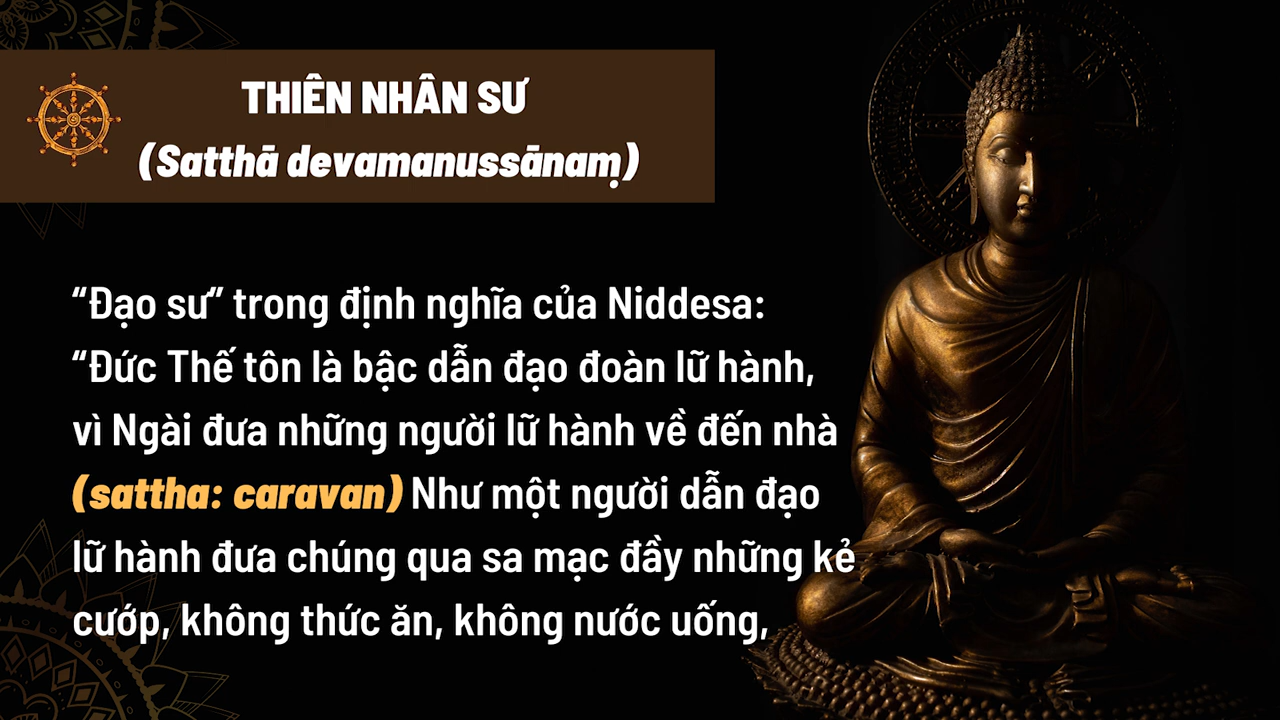 THIÊN NHÂN SƯ
(Satthā devamanussānaṃ)
“Đạo sư” trong định nghĩa của Niddesa:
“Đức Thế tôn là bậc dẫn đạo đoàn lữ hành,
vì Ngài đưa những người lữ hành về đến nhà
(sattha: caravan) Như một người dẫn đạo
lữ hành đưa chúng qua sa mạc đầy những kẻ
cướp, không thức ăn, không nước uống,